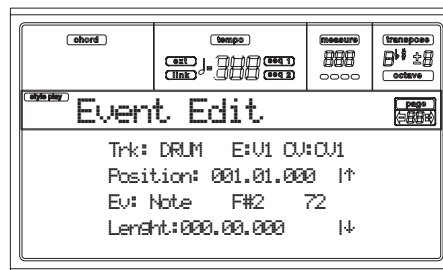 chord tempo measure transpose
ext seq 1
link seq 2
octave
style play
Event Edit
page
Trk: DRUM E:V1 CV:CV1
Position: 001.01.000
Ev: Note F#2 72
Lenght:000.00.000